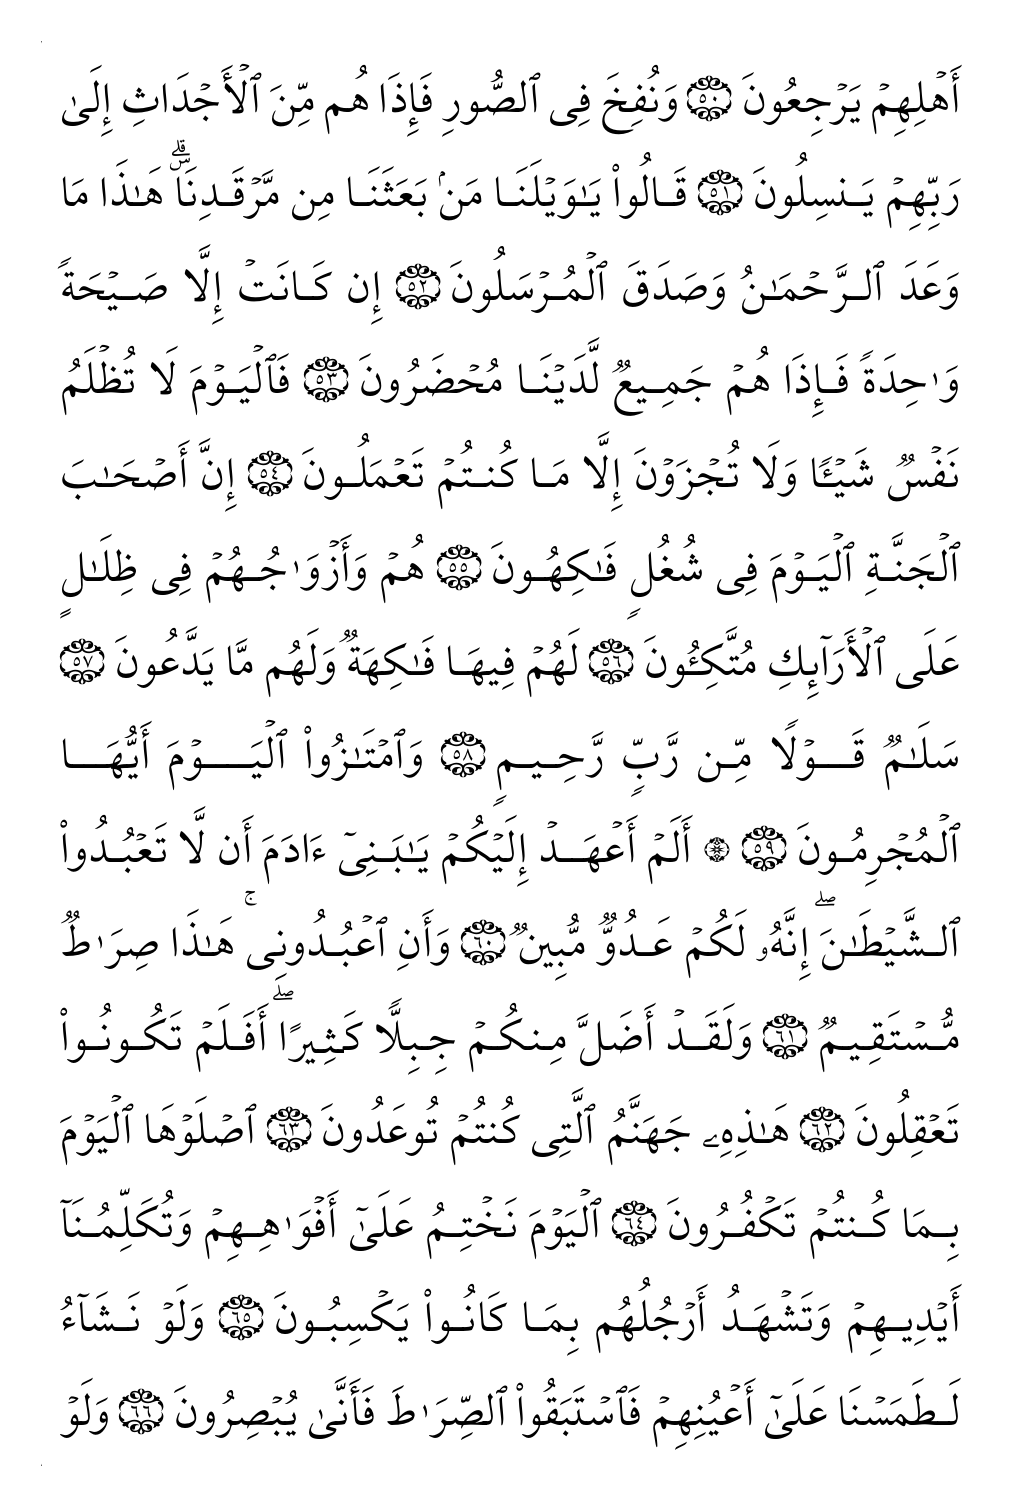 أَهۡلِهِمۡ يَرۡجِعُونَ ٥٠ وَنُفِخَ فِى ٱلصُّورِ فَإِذَا هُم مِّنَ ٱلۡأَجۡدَاثِ إِلَىٰ
رَبِّهِمۡ يَنسِلُونَ ٥١ قَالُوا۟ يَـٰوَيۡلَنَا مَنۢ بَعَثَنَا مِن مَّرۡقَدِنَاۜۗ هَـٰذَا مَا
وَعَدَ ٱلرَّحۡمَـٰنُ وَصَدَقَ ٱلۡمُرۡسَلُونَ ٥٢ إِن كَانَتۡ إِلَّا صَيۡحَةً
وَٰحِدَةً فَإِذَا هُمۡ جَمِيعٌ لَّدَيۡنَا مُحۡضَرُونَ ٥٣ فَٱلۡيَوۡمَ لَا تُظۡلَمُ
نَفۡسٌ شَيۡـًٔا وَلَا تُجۡزَوۡنَ إِلَّا مَا كُنتُمۡ تَعۡمَلُونَ ٥٤ إِنَّ أَصۡحَـٰبَ
ٱلۡجَنَّةِ ٱلۡيَوۡمَ فِى شُغُلٍ فَـٰكِهُونَ ٥٥ هُمۡ وَأَزۡوَٰجُهُمۡ فِى ظِلَـٰلٍ
عَلَى ٱلۡأَرَآئِكِ مُتَّكِـُٔونَ ٥٦ لَهُمۡ فِيهَا فَـٰكِهَةٌ وَلَهُم مَّا يَدَّعُونَ ٥٧
سَلَـٰمٌ قَوۡلًا مِّن رَّبٍّ رَّحِيمٍ ٥٨ وَٱمۡتَـٰزُوا۟ ٱلۡيَوۡمَ أَيُّهَا
ٱلۡمُجۡرِمُونَ ٥٩ ۞ أَلَمۡ أَعۡهَدۡ إِلَيۡكُمۡ يَـٰبَنِىٓ ءَادَمَ أَن لَّا تَعۡبُدُوا۟
ٱلشَّيۡطَـٰنَۖ إِنَّهُۥ لَكُمۡ عَدُوٌّ مُّبِينٌ ٦٠ وَأَنِ ٱعۡبُدُونِىۚ هَـٰذَا صِرَٰطٌ
مُّسۡتَقِيمٌ ٦١ وَلَقَدۡ أَضَلَّ مِنكُمۡ جِبِلًّا كَثِيرًاۖ أَفَلَمۡ تَكُونُوا۟
تَعۡقِلُونَ ٦٢ هَـٰذِهِۦ جَهَنَّمُ ٱلَّتِى كُنتُمۡ تُوعَدُونَ ٦٣ ٱصۡلَوۡهَا ٱلۡيَوۡمَ
بِمَا كُنتُمۡ تَكۡفُرُونَ ٦٤ ٱلۡيَوۡمَ نَخۡتِمُ عَلَىٰٓ أَفۡوَٰهِهِمۡ وَتُكَلِّمُنَآ
أَيۡدِيهِمۡ وَتَشۡهَدُ أَرۡجُلُهُم بِمَا كَانُوا۟ يَكۡسِبُونَ ٦٥ وَلَوۡ نَشَآءُ
لَطَمَسۡنَا عَلَىٰٓ أَعۡيُنِهِمۡ فَٱسۡتَبَقُوا۟ ٱلصِّرَٰطَ فَأَنَّىٰ يُبۡصِرُونَ ٦٦ وَلَوۡ